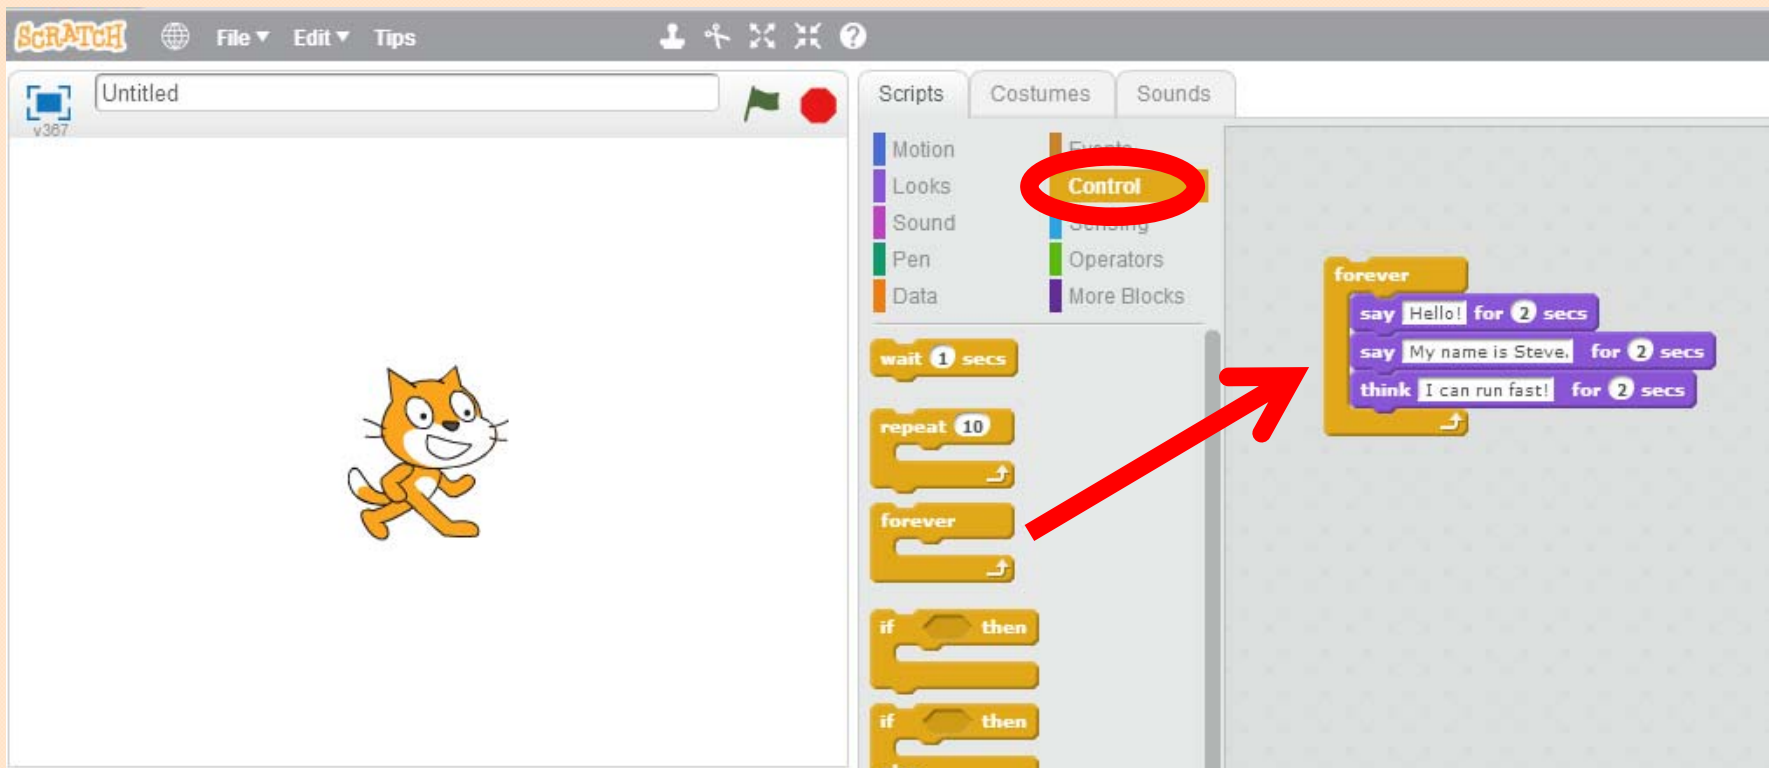 SCRATCH File Edit Tips
Untitled
v367
Scripts Costumes Sounds
Motion Events
Looks Control
Sound Sensing
Pen Operators
Data More Blocks
wait 1 secs
repeat 10
forever
if then
if then
forever
say Hello! for 2 secs
say My name is Steve. for 2 secs
think I can run fast! for 2 secs